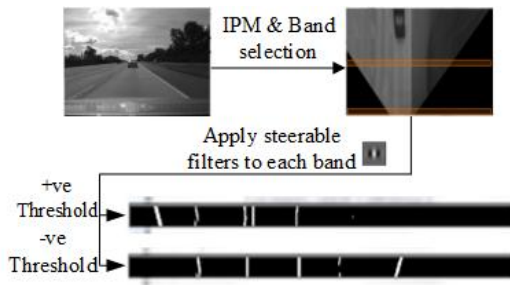 IPM & Band
selection
Apply steerable
filters to each band
+ve
Threshold
-ve
Threshold